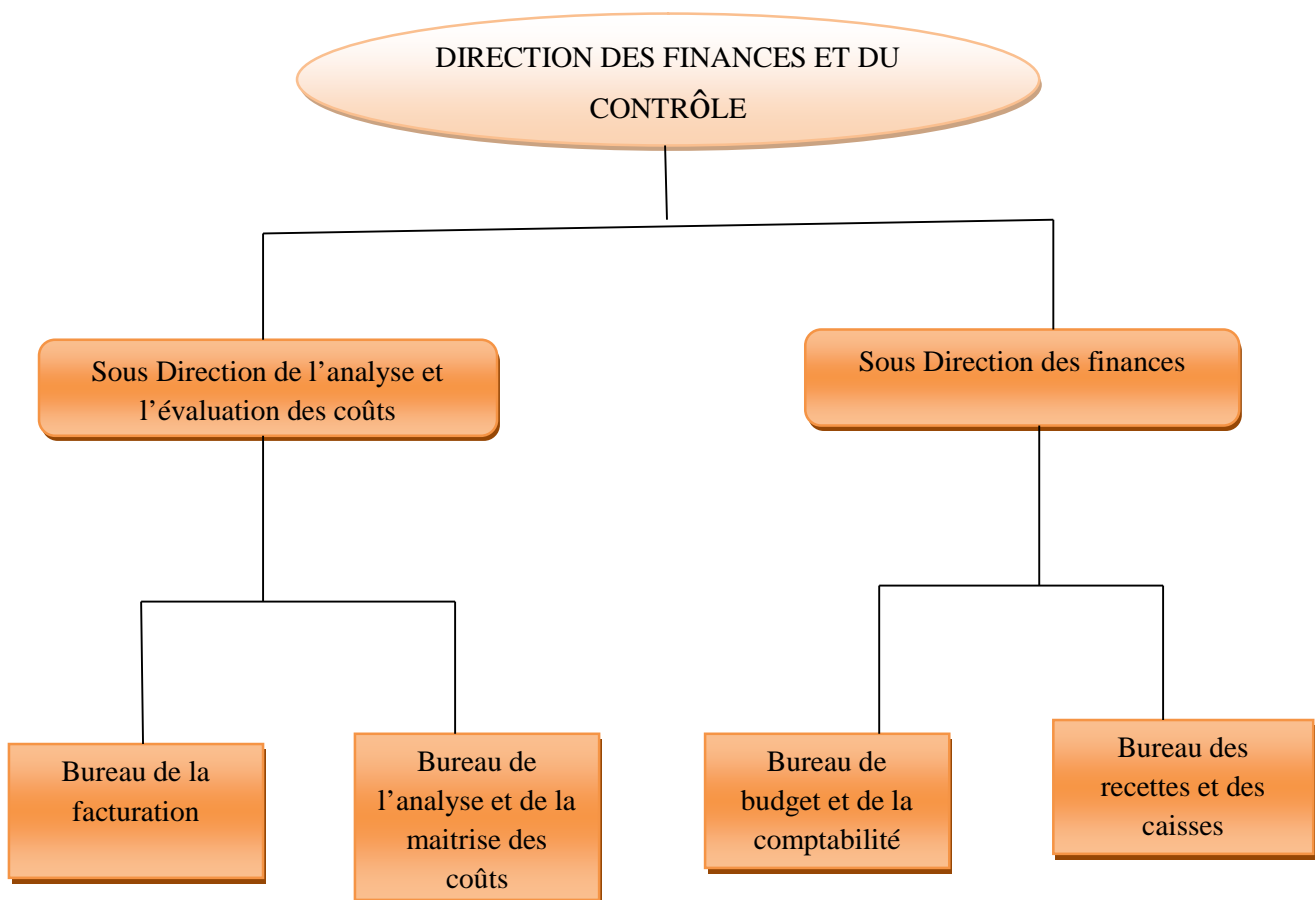 DIRECTION DES FINANCES ET DU
CONTRÔLE
Sous Direction de l’analyse et
l’évaluation des coûts
Sous Direction des finances
Bureau de la
facturation
Bureau de
l’analyse et de la
maitrise des
coûts
Bureau de
budget et de la
comptabilité
Bureau des
recettes et des
caisses